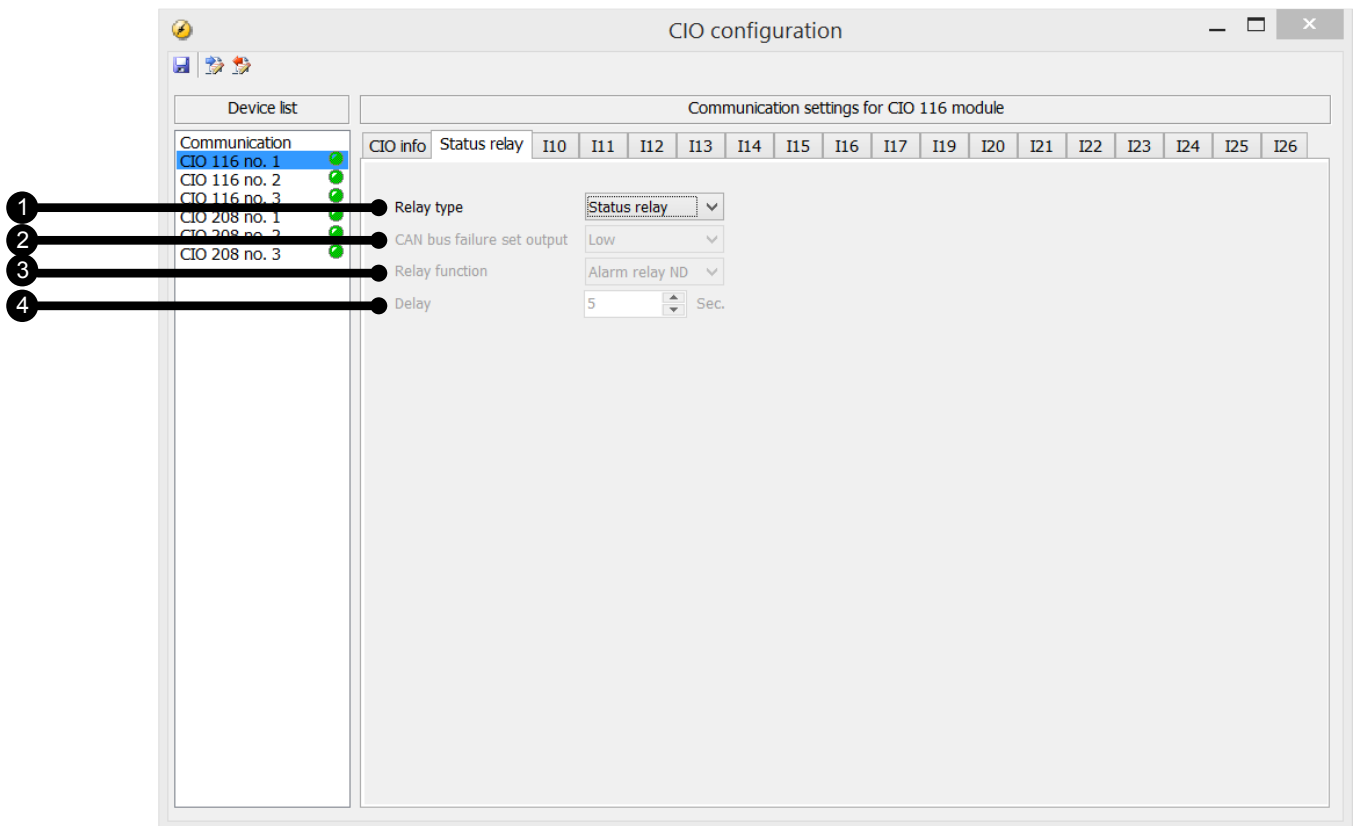 CIO configuration
Device list
Communication settings for CIO 116 module
Communication
CIO 116 no. 1
CIO 116 no. 2
CIO 116 no. 3
CIO 208 no. 1
CIO 208 no. 2
CIO 208 no. 3
CIO info Status relay I10 I11 I12 I13 I14 I15 I16 I17 I19 I20 I21 I22 I23 I24 I25 I26
1 Relay type Status relay
2 CAN bus failure set output Low
3 Relay function Alarm relay ND
4 Delay 5 Sec.